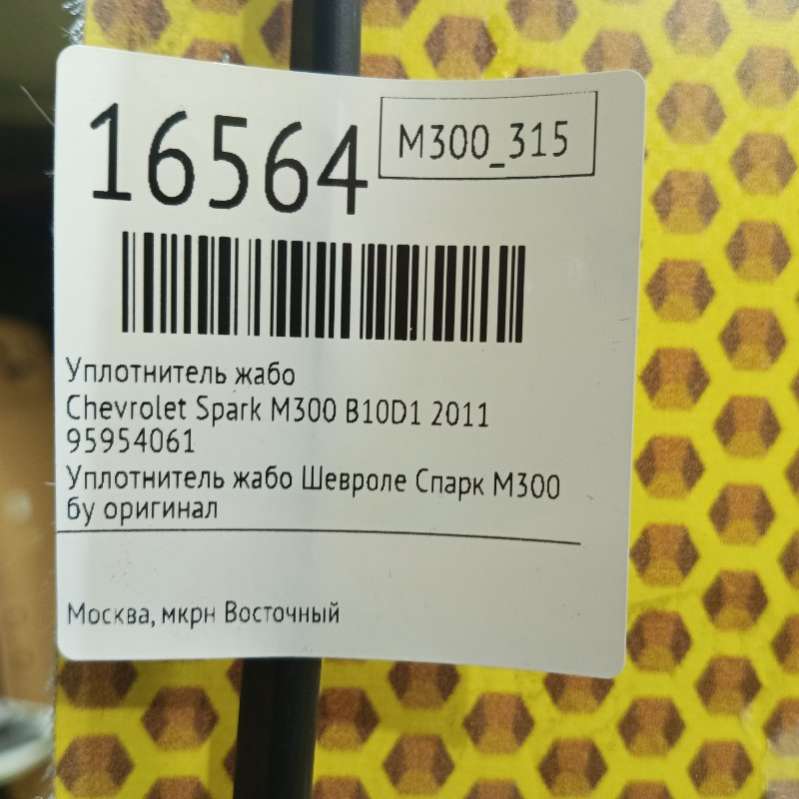 16564
M300_315
Уплотнитель жабо
Chevrolet Spark M300 B10D1 2011
95954061
Уплотнитель жабо Шевроле Спарк М300
бу оригинал
Москва, мкрн Восточный